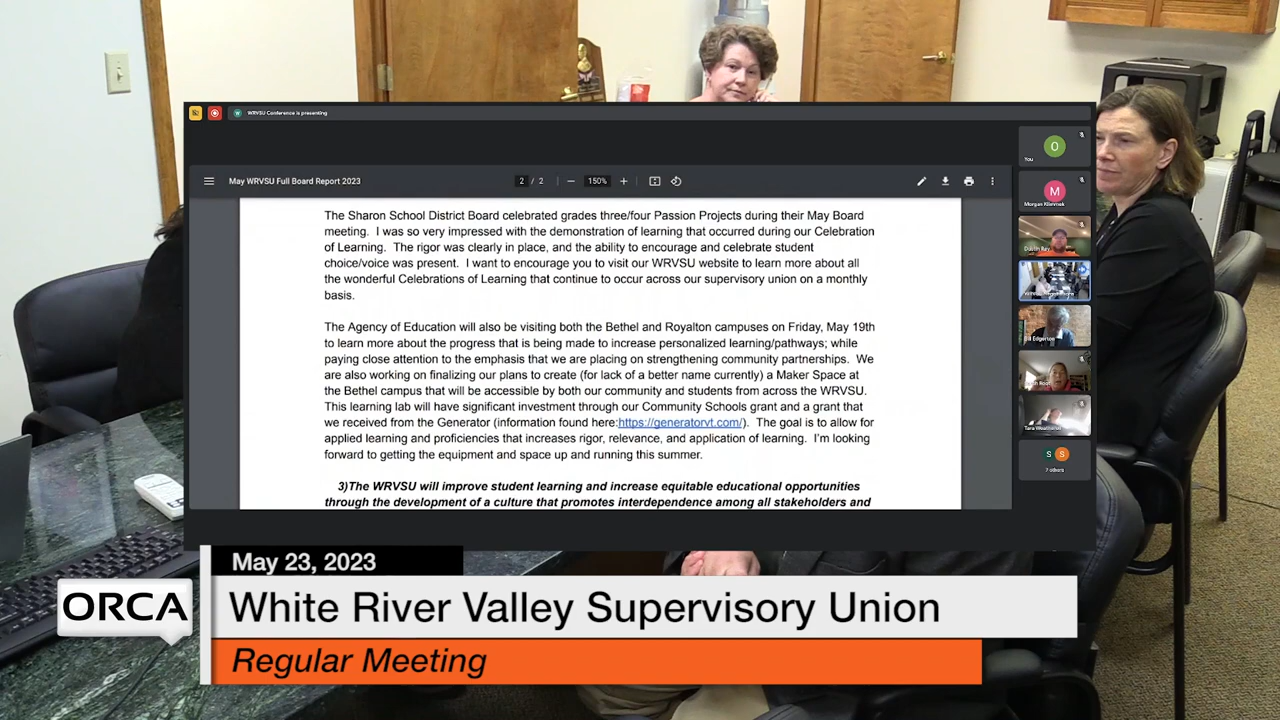 WRVSU Conference is presenting
May WRVSU Full Board Report 2023
2 / 2
150%
The Sharon School District Board celebrated grades three/four Passion Projects during their May Board
meeting. I was so very impressed with the demonstration of learning that occurred during our Celebration
of Learning. The rigor was clearly in place, and the ability to encourage and celebrate student
choice/voice was present. I want to encourage you to visit our WRVSU website to learn more about all
the wonderful Celebrations of Learning that continue to occur across our supervisory union on a monthly
basis.
The Agency of Education will also be visiting both the Bethel and Royalton campuses on Friday, May 19th
to learn more about the progress that is being made to increase personalized learning/pathways; while
paying close attention to the emphasis that we are placing on strengthening community partnerships. We
are also working on finalizing our plans to create (for lack of a better name currently) a Maker Space at
the Bethel campus that will be accessible by both our community and students from across the WRVSU.
This learning lab will have significant investment through our Community Schools grant and a grant that
we received from the Generator (information found here:https://generatorvt.com/). The goal is to allow for
applied learning and proficiencies that increases rigor, relevance, and application of learning. I'm looking
forward to getting the equipment and space up and running this summer.
3)The WRVSU will improve student learning and increase equitable educational opportunities
through the development of a culture that promotes interdependence among all stakeholders and
O
You
M
Morgan
Dustin Ray
Edgerton
Root
Tara
S S
7 others
May 23, 2023
ORCA
White River Valley Supervisory Union
Regular Meeting